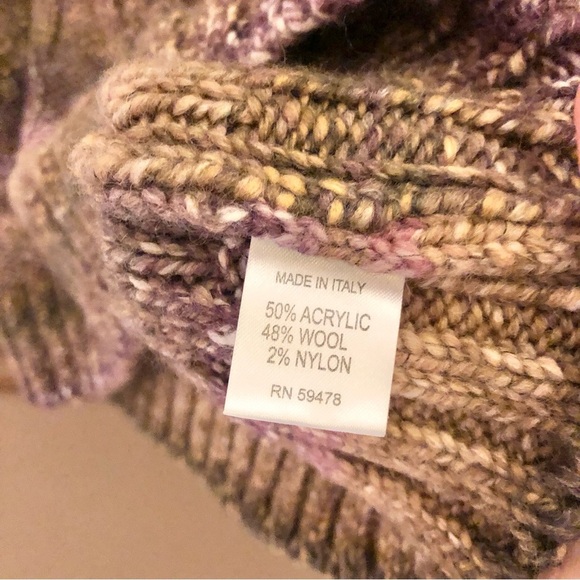 MADE IN ITALY
50% ACRYLIC
48% WOOL
2% NYLON
RN 59478